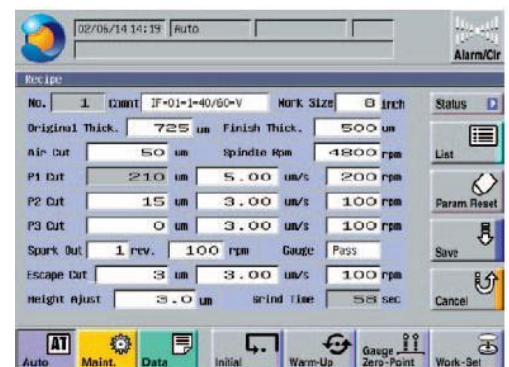 02/06/14 14:19 Auto
Alarm/Clr
Recipe
No. 1 Comnt IF-01-1-40/60-V Work Size 8 inch
Status
Original Thick. 725 um Finish Thick. 500 um
List
Air Cut 50 um Spindle Rpm 4800 rpm
P1 Cut 210 um 5.00 um/s 200 rpm
Param.Reset
P2 Cut 15 um 3.00 um/s 100 rpm
P3 Cut 0 um 3.00 um/s 100 rpm
Save
Spark Out 1 rev. 100 rpm Gauge Pass
Escape Cut 3 um 3.00 um/s 100 rpm
Cancel
Height Ajust 3.0 um Grind Time 58 sec
AT
Auto Maint. Data Initial Warm-Up Gauge Zero-Point Work-Set